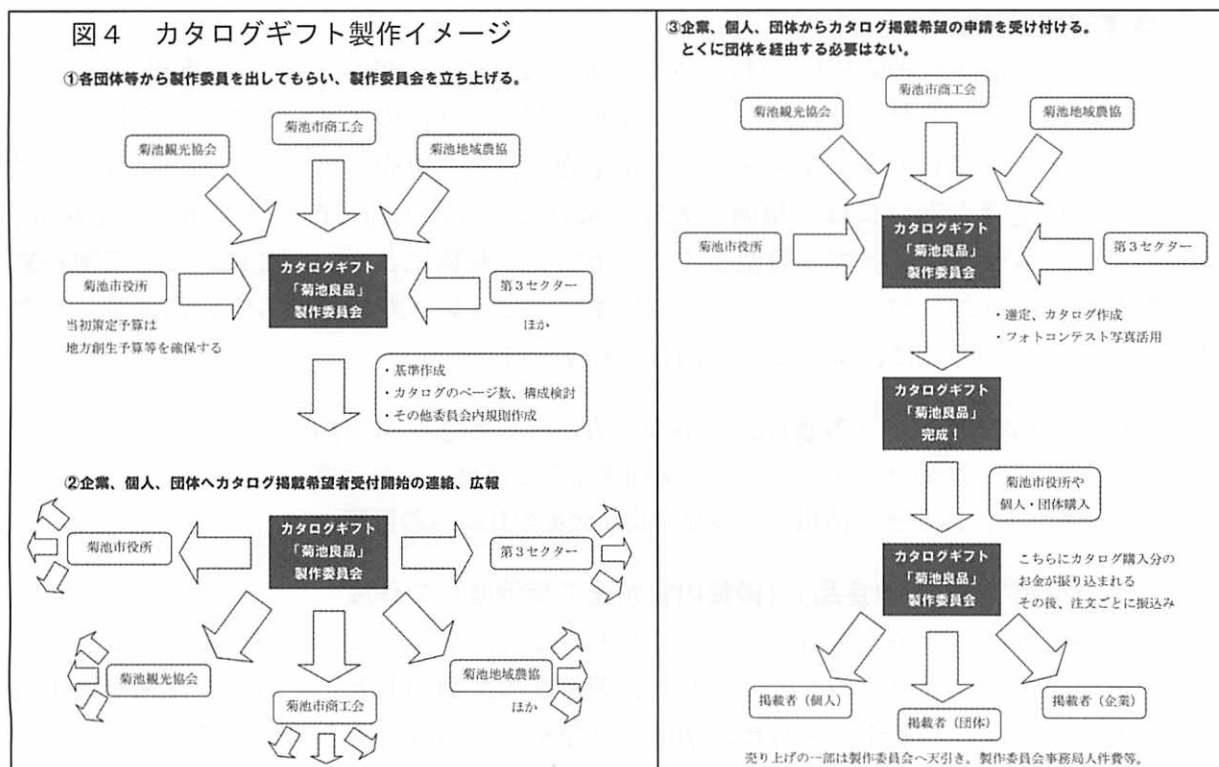 図4 カタログギフト製作イメージ
①各団体等から製作委員を出してもらい、製作委員会を立ち上げる。
菊池市商工会
菊池観光協会
菊池地域農協
菊池市役所
カタログギフト
「菊池良品」
製作委員会
第3セクター
当初策定予算は
地方創生予算等を確保する
ほか
・基準作成
・カタログのページ数、構成検討
・その他委員会内規則作成
②企業、個人、団体へカタログ掲載希望者受付開始の連絡、広報
菊池市役所
カタログギフト
「菊池良品」
製作委員会
第3セクター
菊池観光協会
菊池地域農協
ほか
菊池市商工会
③企業、個人、団体からカタログ掲載希望の申請を受け付ける。
とくに団体を経由する必要はない。
菊池市商工会
菊池観光協会
菊池地域農協
菊池市役所
カタログギフト
「菊池良品」
製作委員会
第3セクター
・選定、カタログ作成
・フォトコンテスト写真活用
カタログギフト
「菊池良品」
完成！
菊池市役所や
個人・団体購入
カタログギフト
「菊池良品」
製作委員会
こちらにカタログ購入分の
お金が振り込まれる
その後、注文ごとに振込み
掲載者（個人）
掲載者（団体）
掲載者（企業）
売り上げの一部は製作委員会へ天引き。製作委員会事務局人件費等。